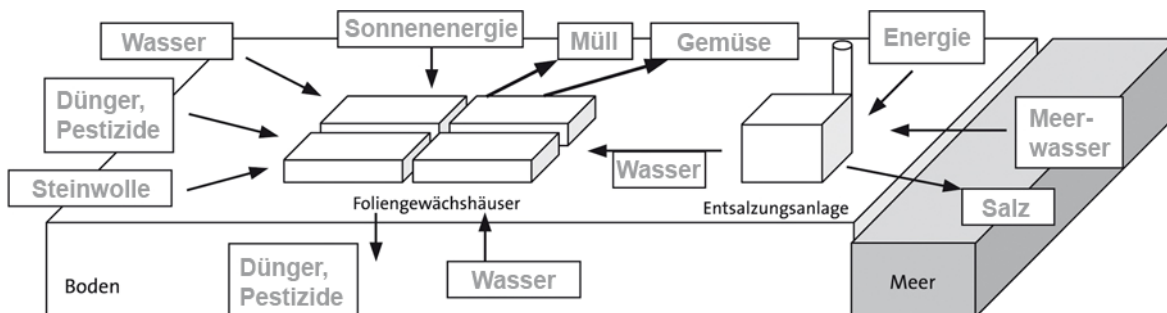 Wasser
Sonnenenergie
Müll
Gemüse
Energie
Dünger,
Pestizide
Meer-
wasser
Steinwolle
Wasser
Salz
Foliengewächshäuser
Entsalzungsanlage
Dünger,
Pestizide
Wasser
Boden
Meer